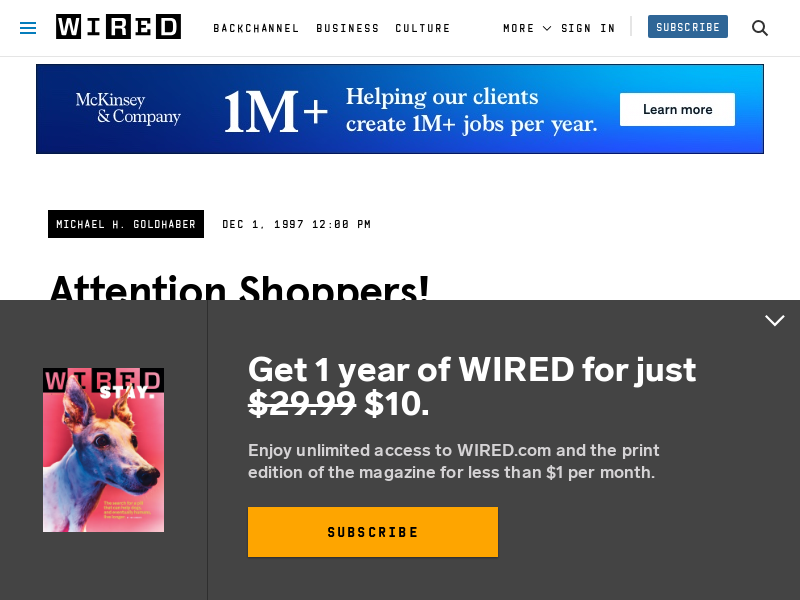 WIRED
BACKCHANNEL BUSINESS CULTURE MORE SIGN IN SUBSCRIBE
McKinsey
& Company
1M+
Helping our clients
create 1M+ jobs per year.
Learn more
MICHAEL H. GOLDHABER DEC 1, 1997 12:00 PM
Attention Shoppers!
WIRED
STAY.
Get 1 year of WIRED for just
$29.99 $10.
Enjoy unlimited access to WIRED.com and the print
edition of the magazine for less than $1 per month.
SUBSCRIBE